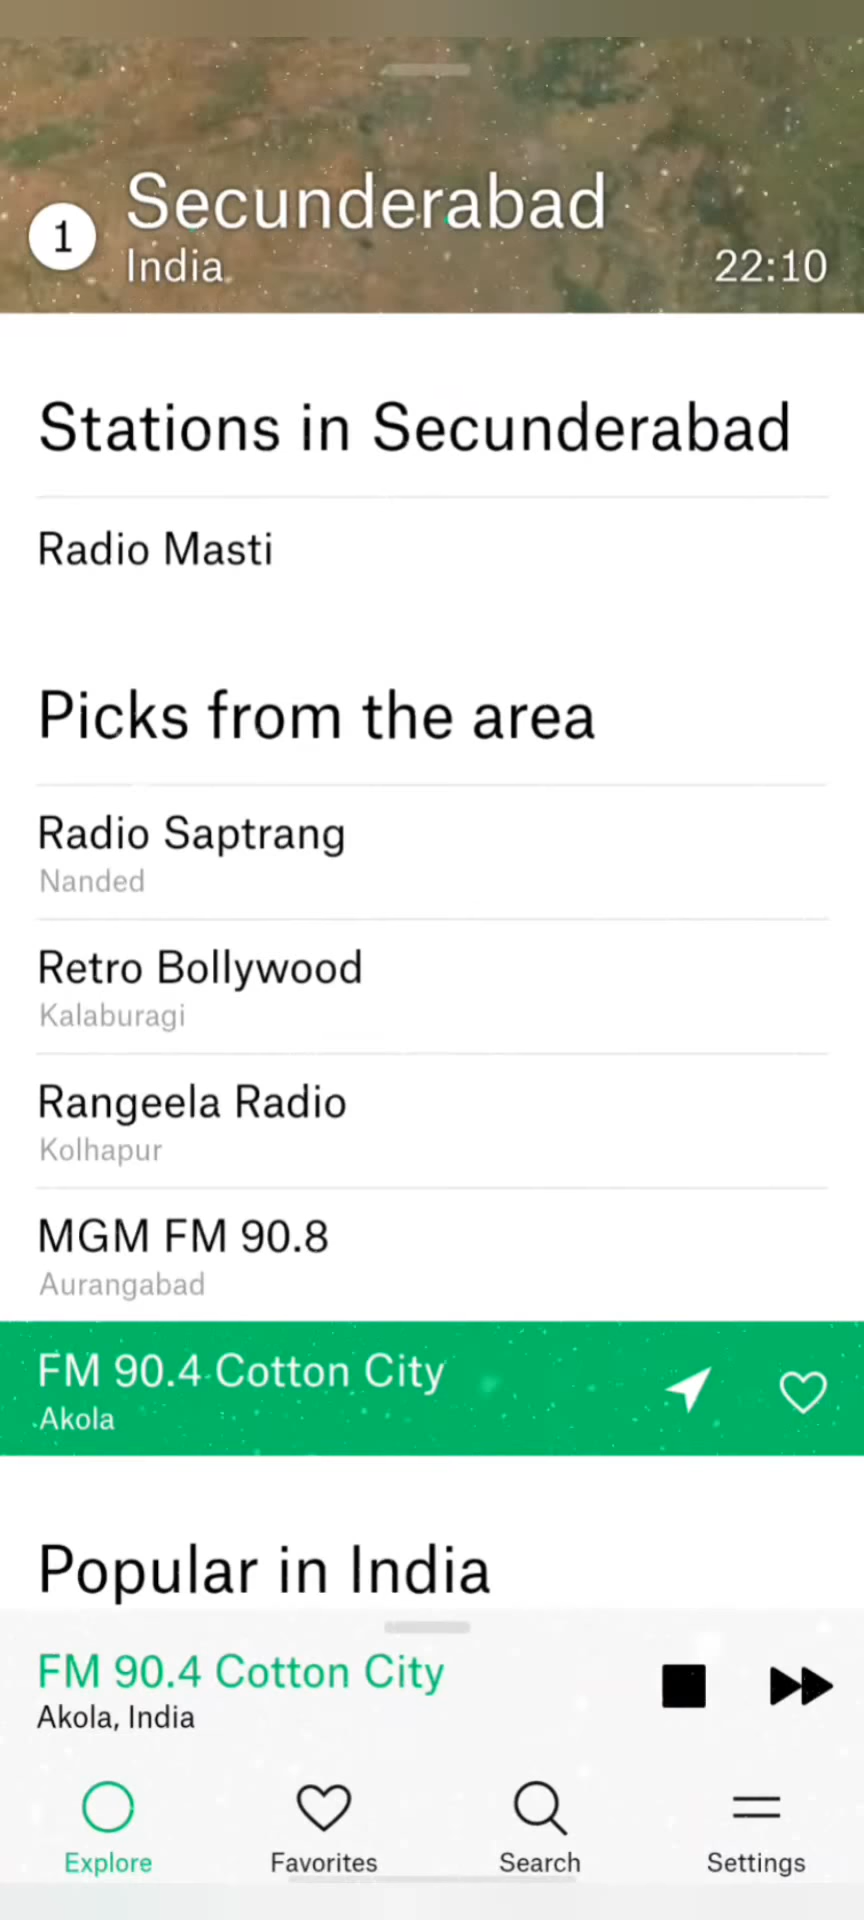 1
Secunderabad
India
22:10
Stations in Secunderabad
Radio Masti
Picks from the area
Radio Saptrang
Nanded
Retro Bollywood
Kalaburagi
Rangeela Radio
Kolhapur
MGM FM 90.8
Aurangabad
FM 90.4 Cotton City
Akola
Popular in India
FM 90.4 Cotton City
Akola, India
Explore
Favorites
Search
Settings